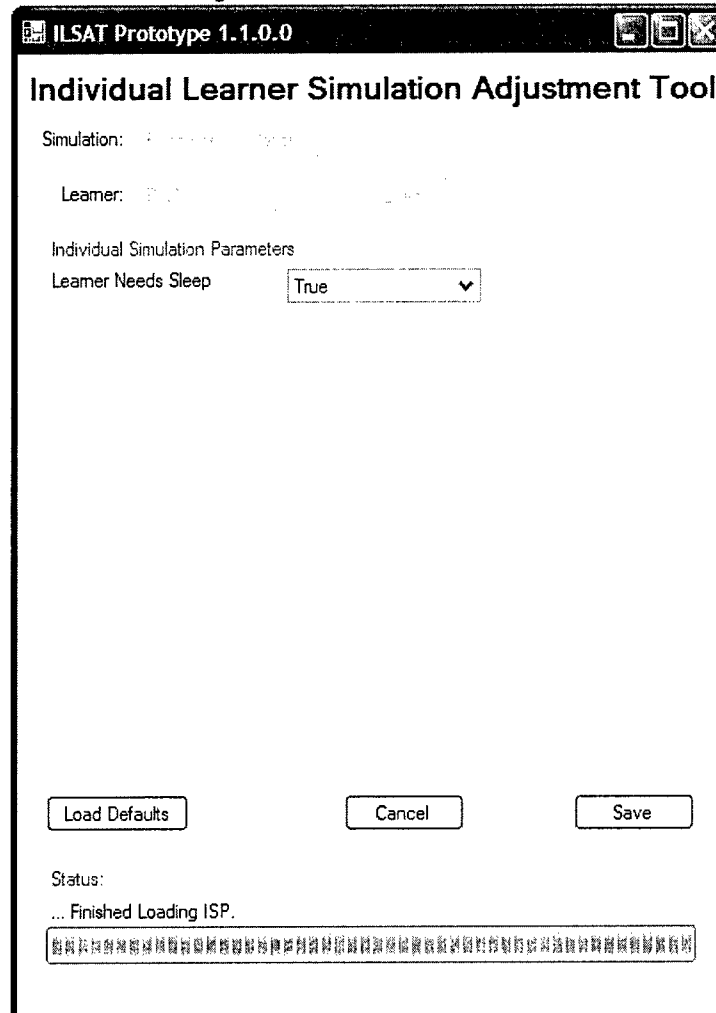 ILSAT Prototype 1.1.0.0
Individual Learner Simulation Adjustment Tool
Simulation:
Learner:
Individual Simulation Parameters
Learner Needs Sleep True
Load Defaults Cancel Save
Status:
... Finished Loading ISP.